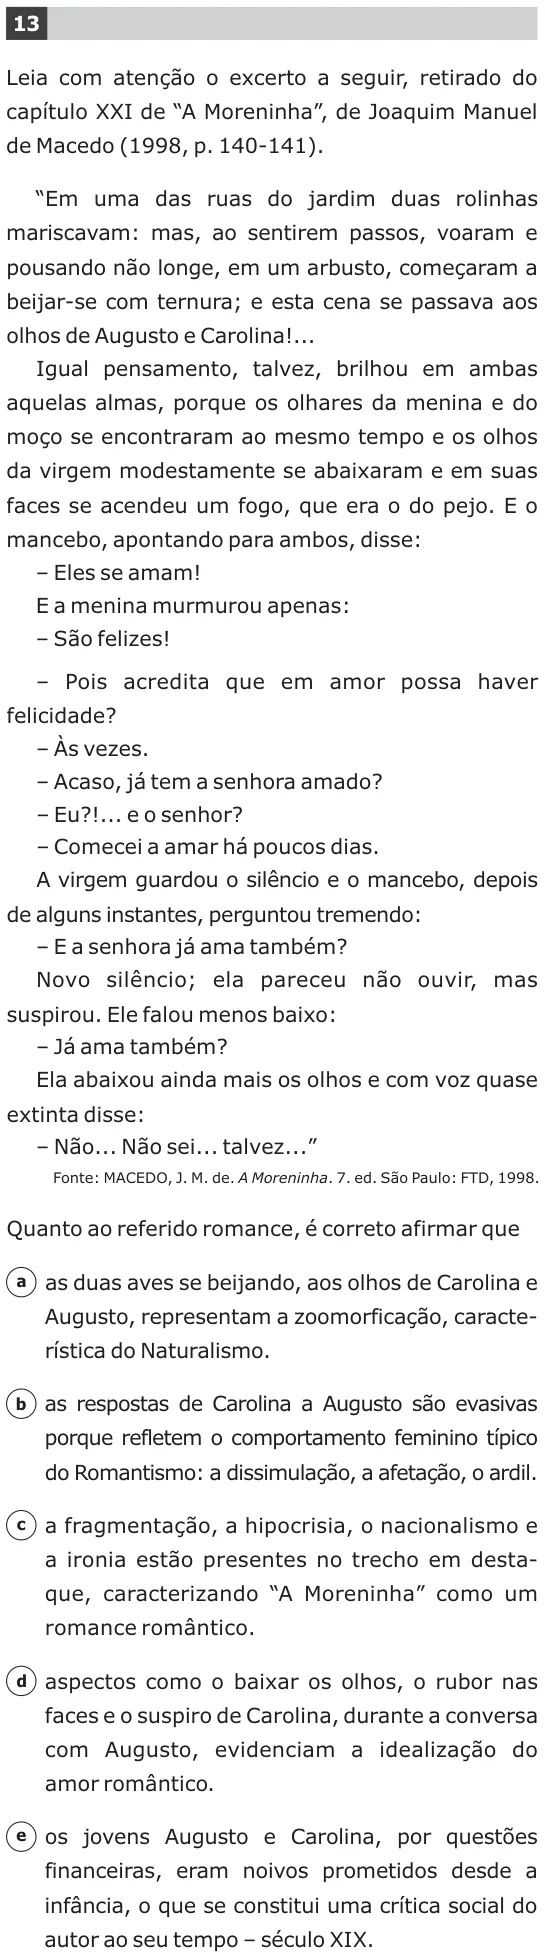 13
Leia com atenção o excerto a seguir, retirado do
capítulo XXI de “A Moreninha”, de Joaquim Manuel
de Macedo (1998, p. 140-141).
“Em uma das ruas do jardim duas rolinhas
mariscavam: mas, ao sentirem passos, voaram e
pousando não longe, em um arbusto, começaram a
beijar-se com ternura; e esta cena se passava aos
olhos de Augusto e Carolina!...
Igual pensamento, talvez, brilhou em ambas
aquelas almas, porque os olhares da menina e do
moço se encontraram ao mesmo tempo e os olhos
da virgem modestamente se abaixaram e em suas
faces se acendeu um fogo, que era o do pejo. E o
mancebo, apontando para ambos, disse:
– Eles se amam!
E a menina murmurou apenas:
– São felizes!
– Pois acredita que em amor possa haver
felicidade?
– Às vezes.
– Acaso, já tem a senhora amado?
– Eu?!... e o senhor?
– Comecei a amar há poucos dias.
A virgem guardou o silêncio e o mancebo, depois
de alguns instantes, perguntou tremendo:
– E a senhora já ama também?
Novo silêncio; ela pareceu não ouvir, mas
suspirou. Ele falou menos baixo:
– Já ama também?
Ela abaixou ainda mais os olhos e com voz quase
extinta disse:
– Não... Não sei... talvez...”
Fonte: MACEDO, J. M. de. A Moreninha. 7. ed. São Paulo: FTD, 1998.
Quanto ao referido romance, é correto afirmar que
a as duas aves se beijando, aos olhos de Carolina e
Augusto, representam a zoomorficação, caracte-
rística do Naturalismo.
b as respostas de Carolina a Augusto são evasivas
porque refletem o comportamento feminino típico
do Romantismo: a dissimulação, a afetação, o ardil.
c a fragmentação, a hipocrisia, o nacionalismo e
a ironia estão presentes no trecho em desta-
que, caracterizando “A Moreninha” como um
romance romântico.
d aspectos como o baixar os olhos, o rubor nas
faces e o suspiro de Carolina, durante a conversa
com Augusto, evidenciam a idealização do
amor romântico.
e os jovens Augusto e Carolina, por questões
financeiras, eram noivos prometidos desde a
infância, o que se constitui uma crítica social do
autor ao seu tempo – século XIX.